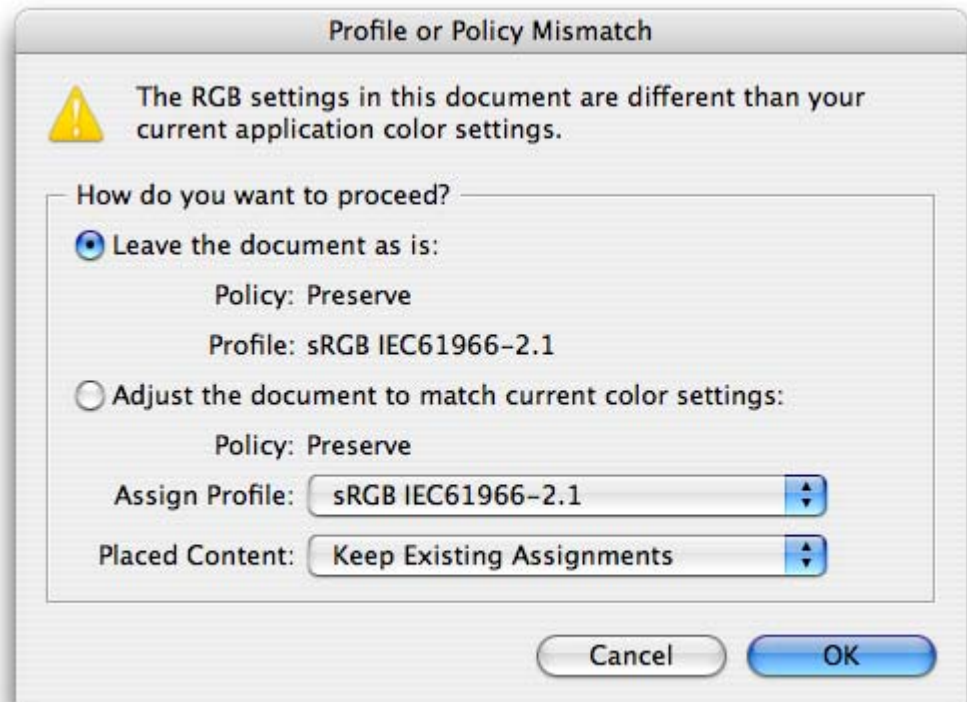 Profile or Policy Mismatch
The RGB settings in this document are different than your
current application color settings.
How do you want to proceed?
Leave the document as is:
Policy: Preserve
Profile: sRGB IEC61966-2.1
Adjust the document to match current color settings:
Policy: Preserve
Assign Profile: sRGB IEC61966-2.1
Placed Content: Keep Existing Assignments
Cancel OK